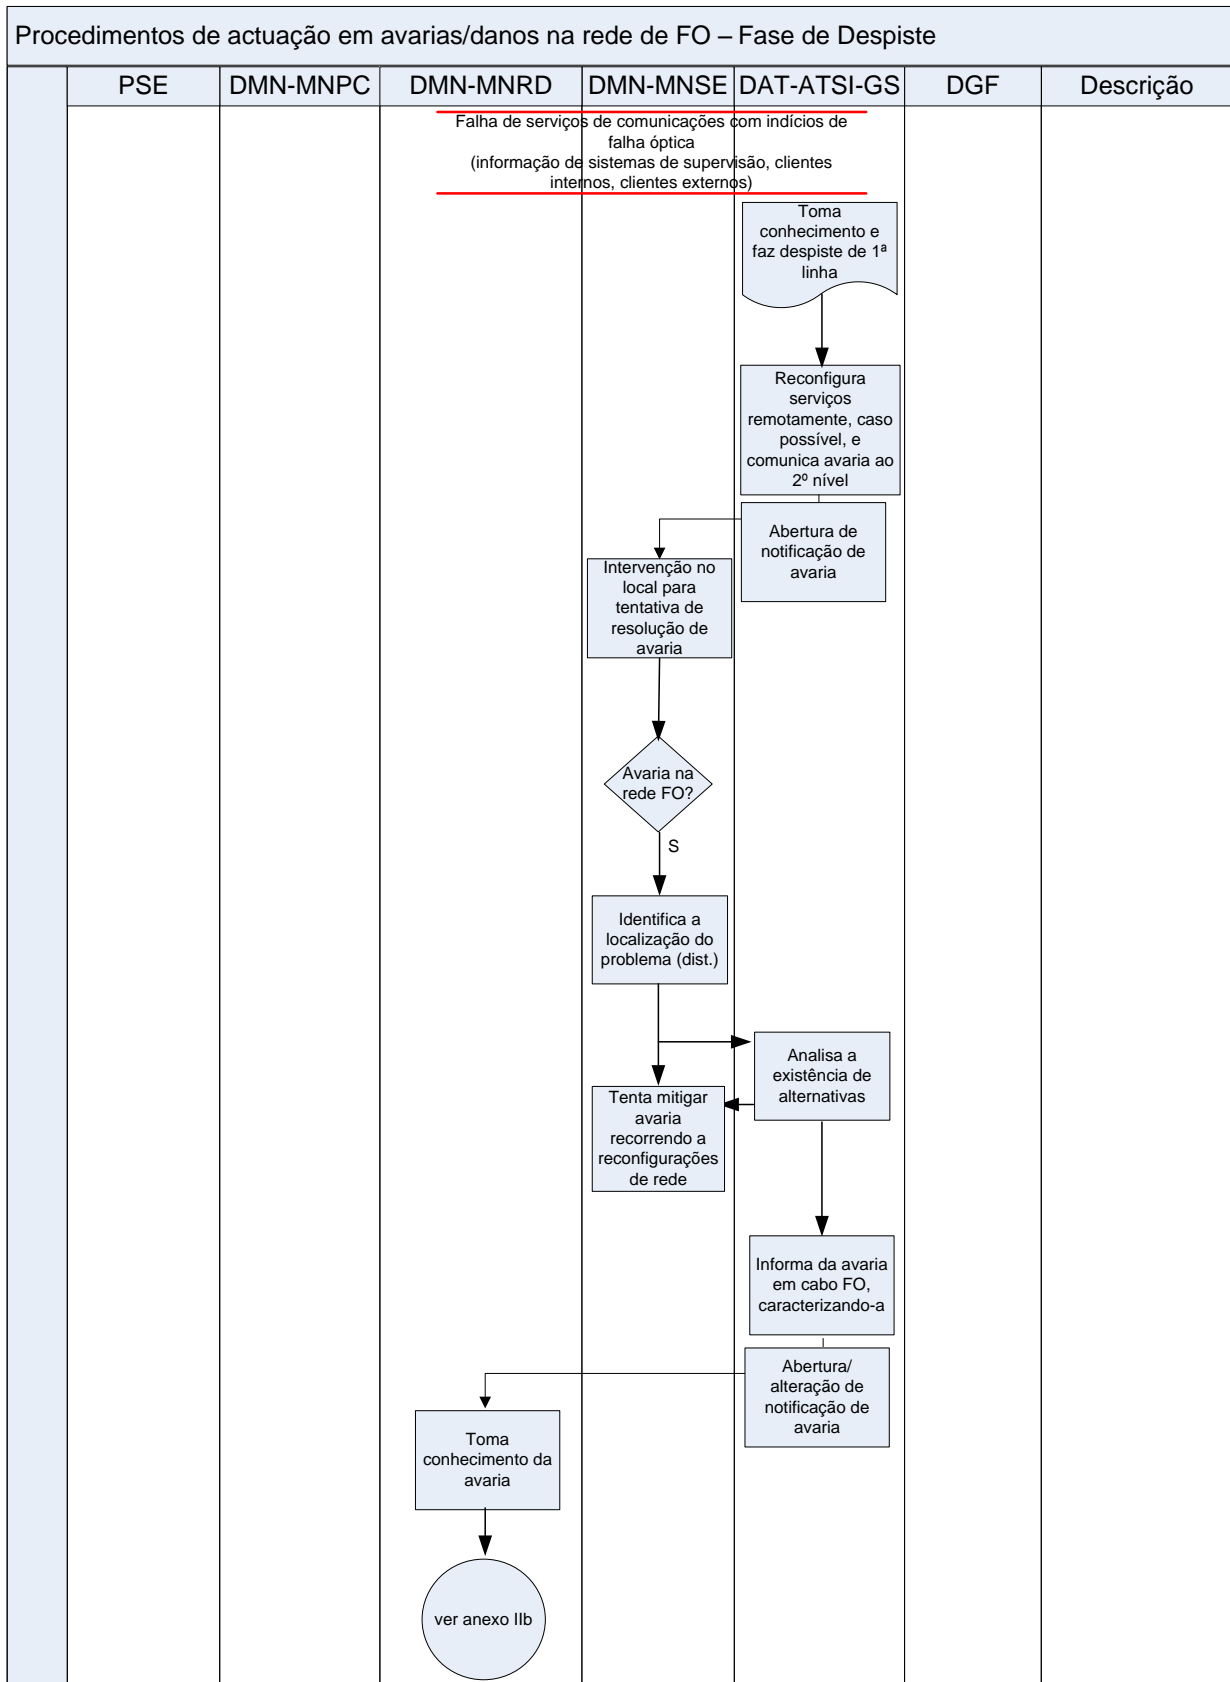 Procedimentos de actuação em avarias/danos na rede de FO – Fase de Despiste
PSE
DMN-MNPC
DMN-MNRD
DMN-MNSE
DAT-ATSI-GS
DGF
Descrição
Falha de serviços de comunicações com indícios de
falha óptica
(informação de sistemas de supervisão, clientes
internos, clientes externos)
Toma
conhecimento e
faz despiste de 1ª
linha
Reconfigura
serviços
remotamente, caso
possível, e
comunica avaria ao
2º nível
Abertura de
notificação de
avaria
Intervenção no
local para
tentativa de
resolução de
avaria
Avaria na
rede FO?
S
Identifica a
localização do
problema (dist.)
Analisa a
existência de
alternativas
Tenta mitigar
avaria
recorrendo a
reconfigurações
de rede
Informa da avaria
em cabo FO,
caracterizando-a
Abertura/
alteração de
notificação de
avaria
Toma
conhecimento da
avaria
ver anexo IIb